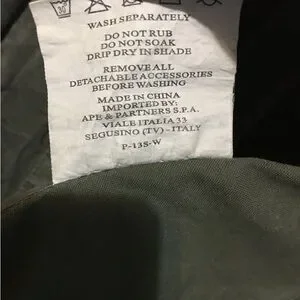 WASH SEPARATELY
DO NOT RUB
DO NOT SOAK
DRIP DRY IN SHADE
REMOVE ALL
DETACHABLE ACCESSORIES
BEFORE WASHING
MADE IN CHINA
IMPORTED BY:
APE & PARTNERS S.P.A.
VIALE ITALIA 33
SEGUSINO (TV) - ITALY
P-135-W